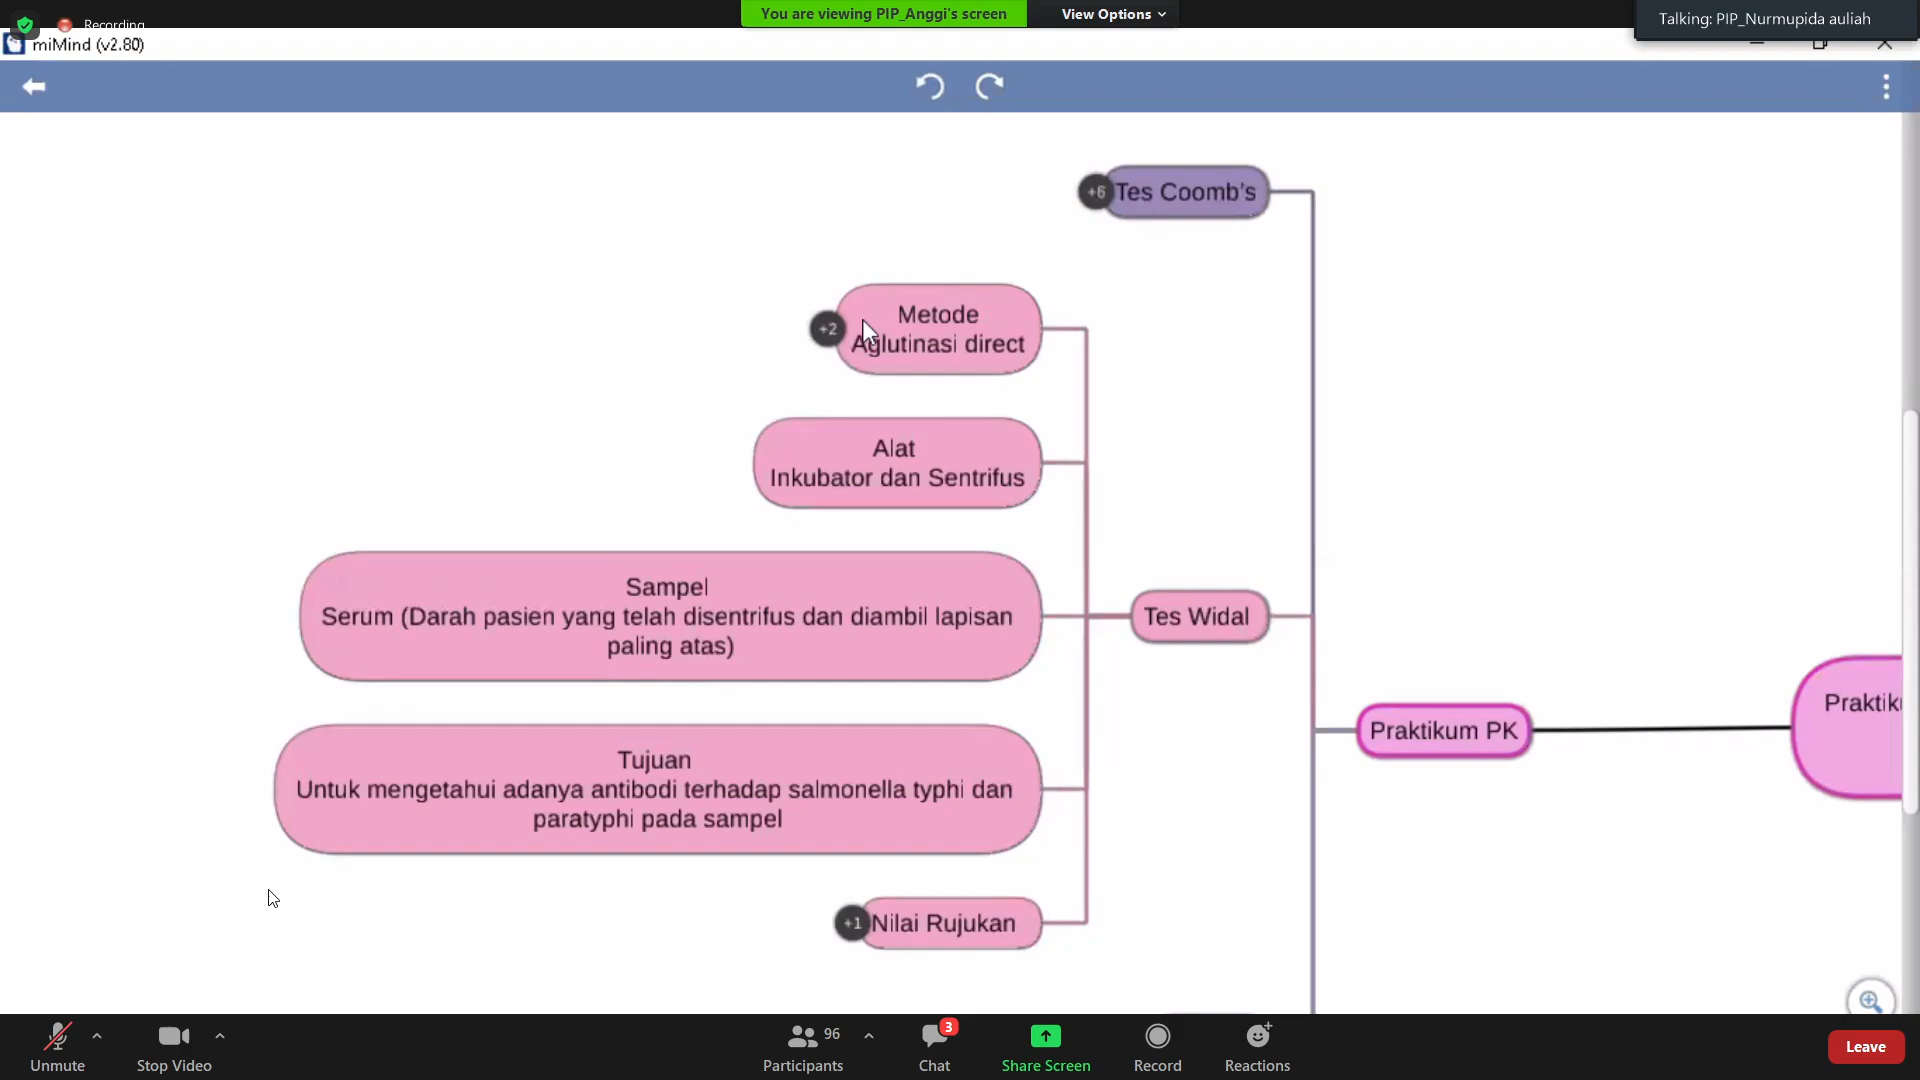 Recording
You are viewing PIP_Anggi's screen
View Options
Talking: PIP_Nurmupida auliah
miMind (v2.80)
+6
Tes Coomb's
+2
Metode
Aglutinasi direct
Alat
Inkubator dan Sentrifus
Sampel
Serum (Darah pasien yang telah disentrifus dan diambil lapisan
paling atas)
Tes Widal
Praktikum PK
Tujuan
Untuk mengetahui adanya antibodi terhadap salmonella typhi dan
paratyphi pada sampel
+1
Nilai Rujukan
Unmute
Stop Video
96
Participants
3
Chat
Share Screen
Record
Reactions
Leave